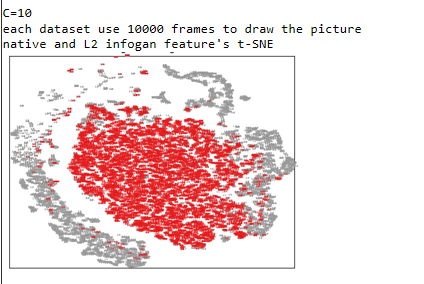 C=10
each dataset use 10000 frames to draw the picture
native and L2 infogan feature's t-SNE